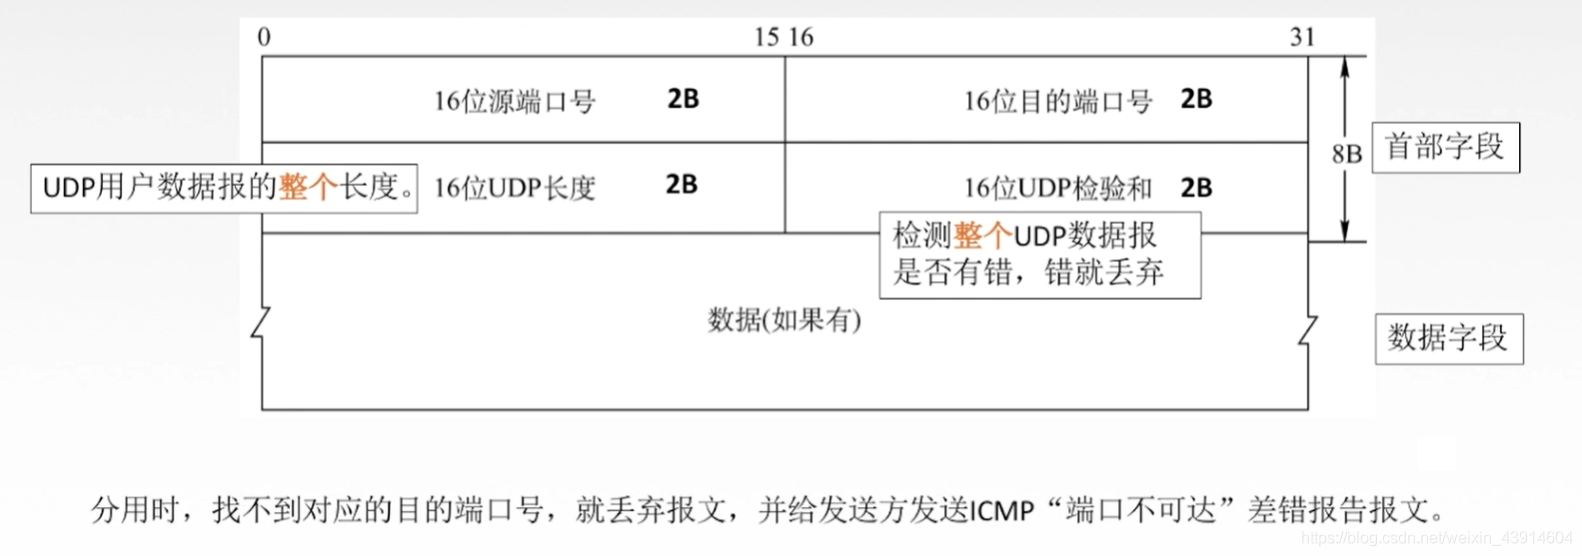 0 15 16 31
16位源端口号 2B 16位目的端口号 2B
8B 首部字段
UDP用户数据报的整个长度。 16位UDP长度 2B 16位UDP检验和 2B
检测整个UDP数据报
是否有错，错就丢弃
数据(如果有)
数据字段
分用时，找不到对应的目的端口号，就丢弃报文，并给发送方发送ICMP“端口不可达”差错报告报文。
https://blog.csdn.net/weixin_43914604